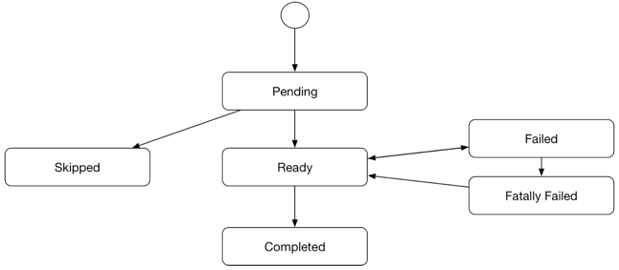 Pending
Skipped
Ready
Failed
Fatally Failed
Completed